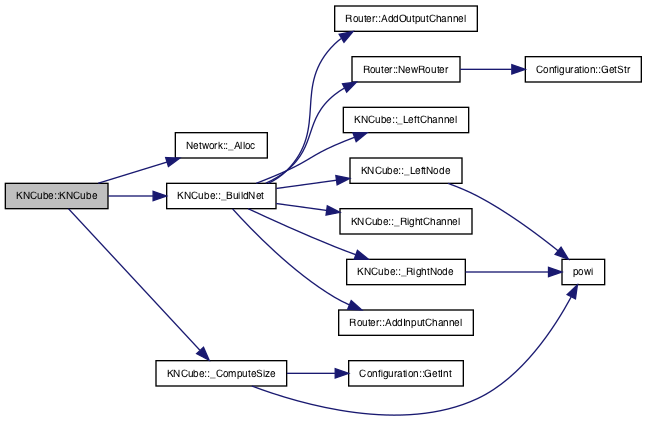 Router::AddOutputChannel
Router::NewRouter
Configuration::GetStr
KNCube::_LeftChannel
Network::_Alloc
KNCube::_LeftNode
KNCube::KNCube
KNCube::_BuildNet
KNCube::_RightChannel
KNCube::_RightNode
powi
Router::AddInputChannel
KNCube::_ComputeSize
Configuration::GetInt